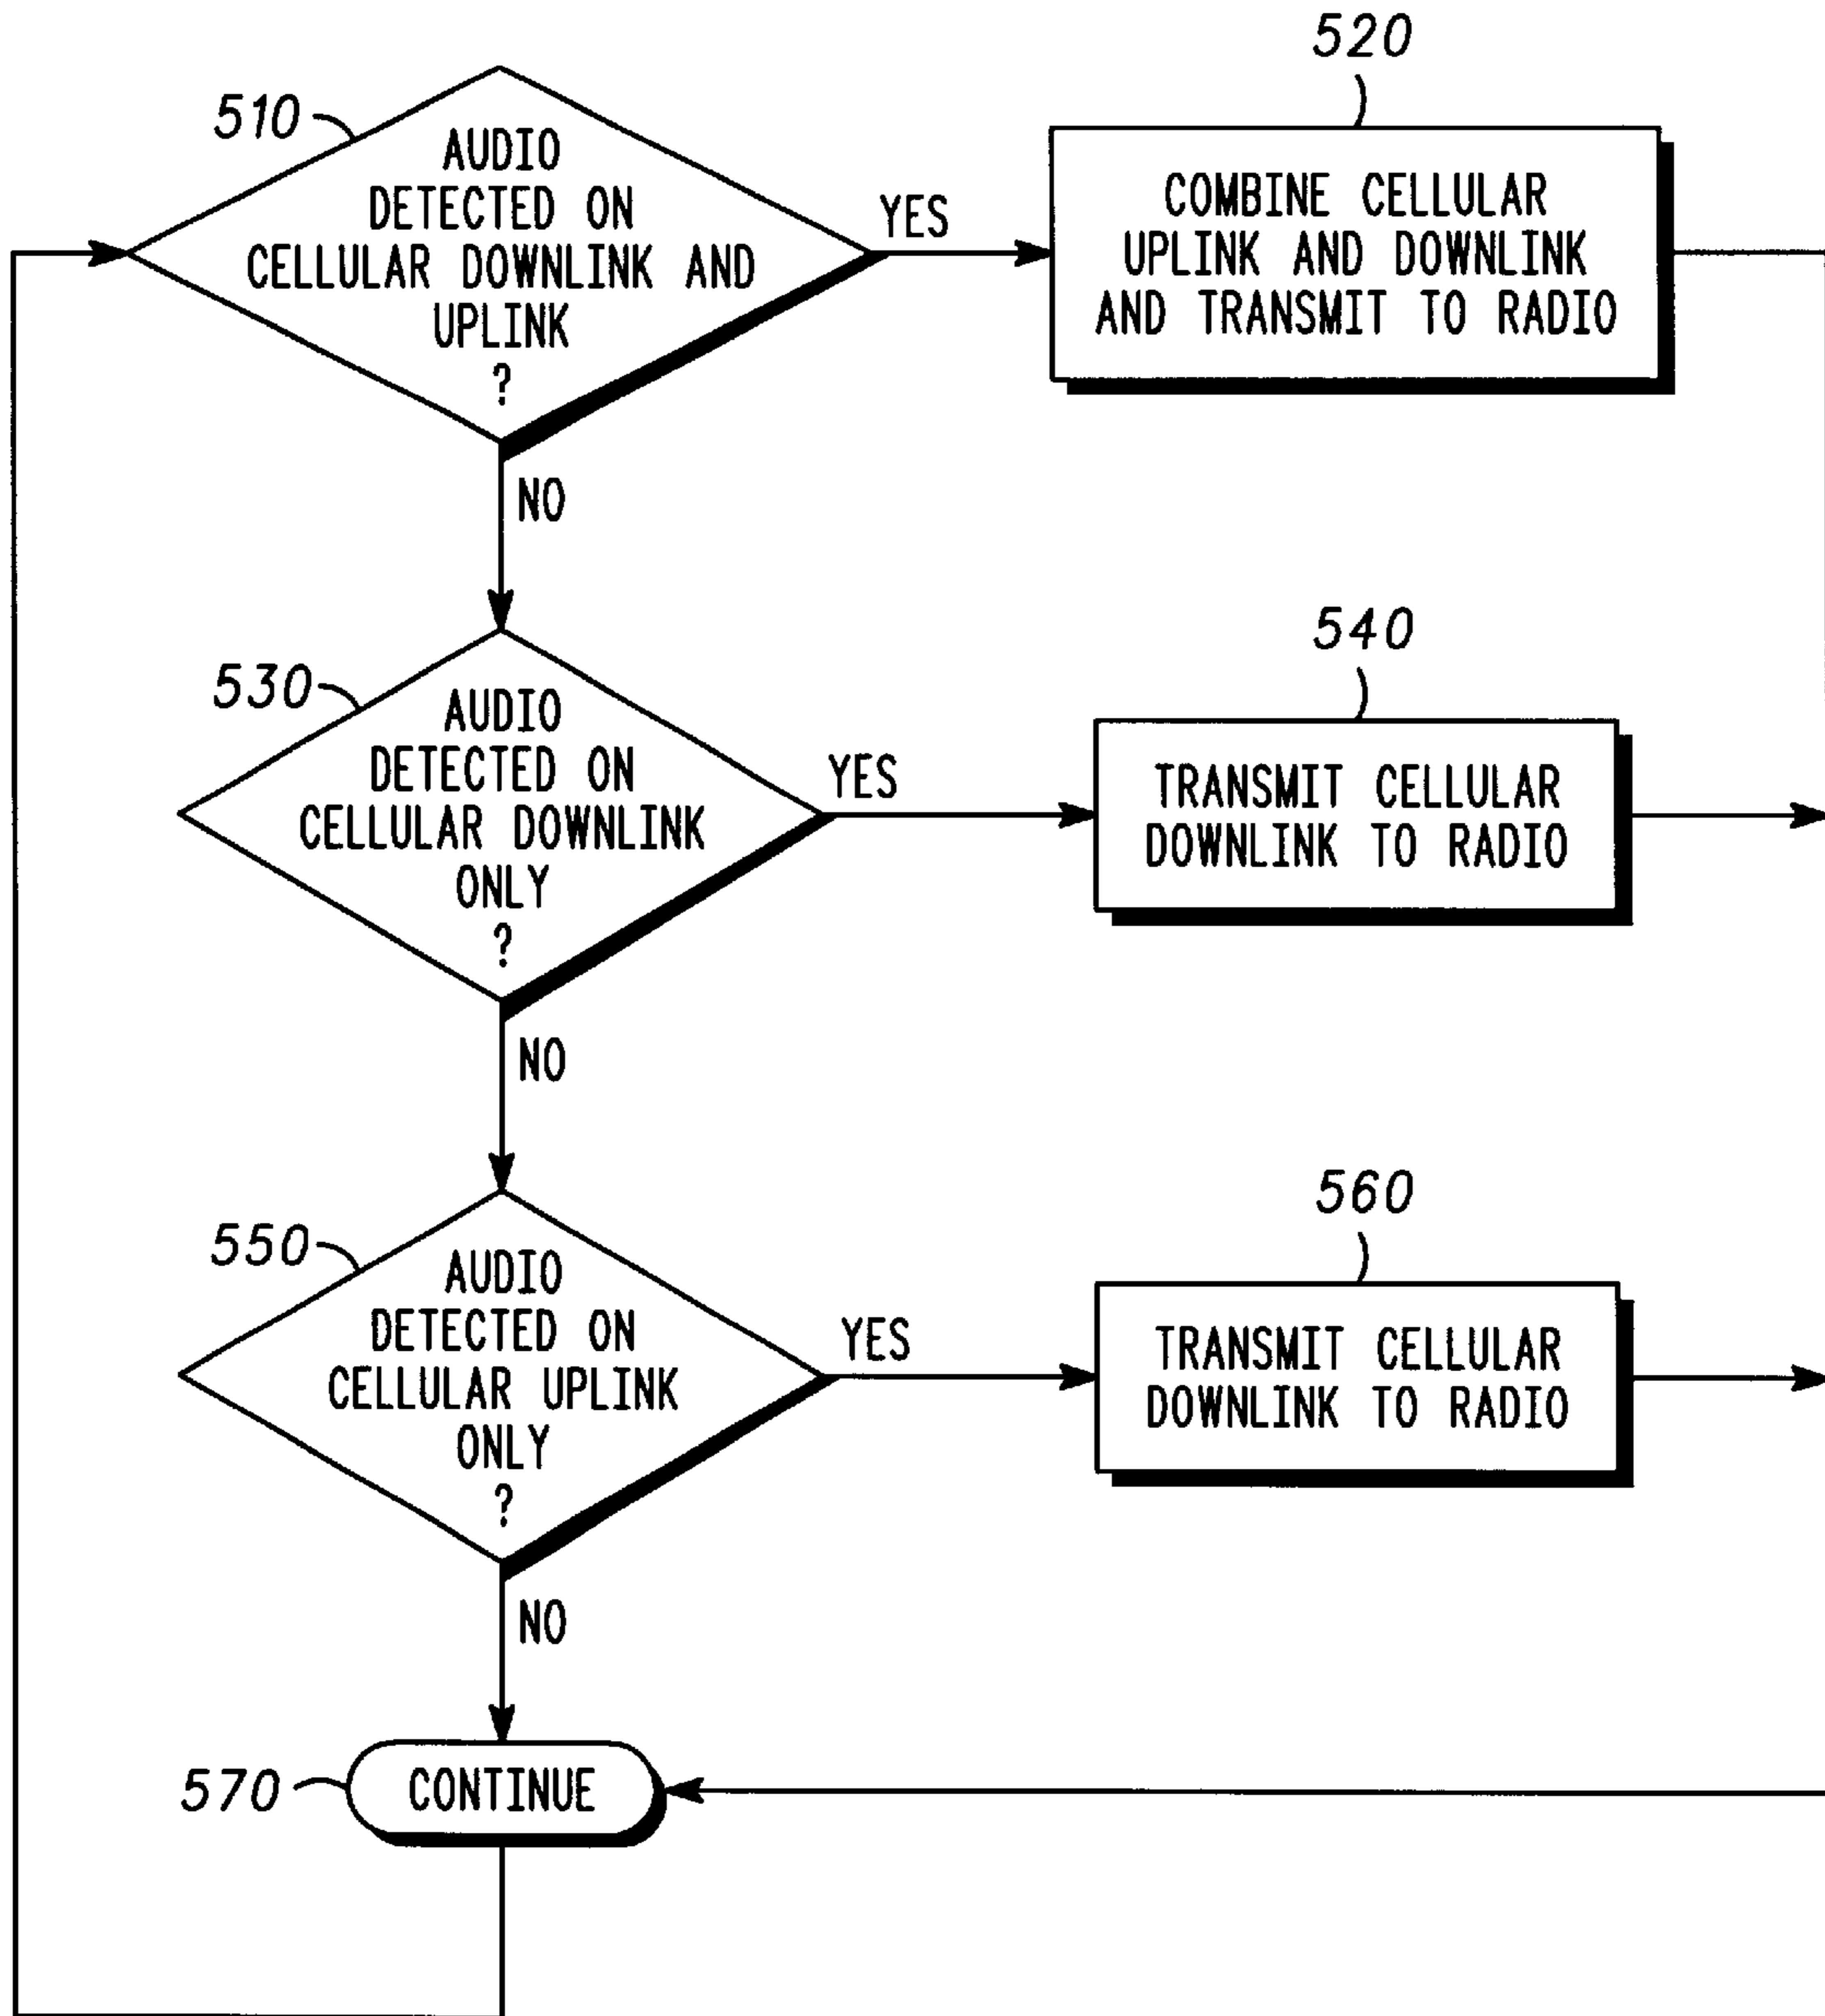 520
510
AUDIO
DETECTED ON
CELLULAR DOWNLINK AND
UPLINK
?
YES
COMBINE CELLULAR
UPLINK AND DOWNLINK
AND TRANSMIT TO RADIO
NO
540
530
AUDIO
DETECTED ON
CELLULAR DOWNLINK
ONLY
?
YES
TRANSMIT CELLULAR
DOWNLINK TO RADIO
NO
560
550
AUDIO
DETECTED ON
CELLULAR UPLINK
ONLY
?
YES
TRANSMIT CELLULAR
DOWNLINK TO RADIO
NO
570
CONTINUE